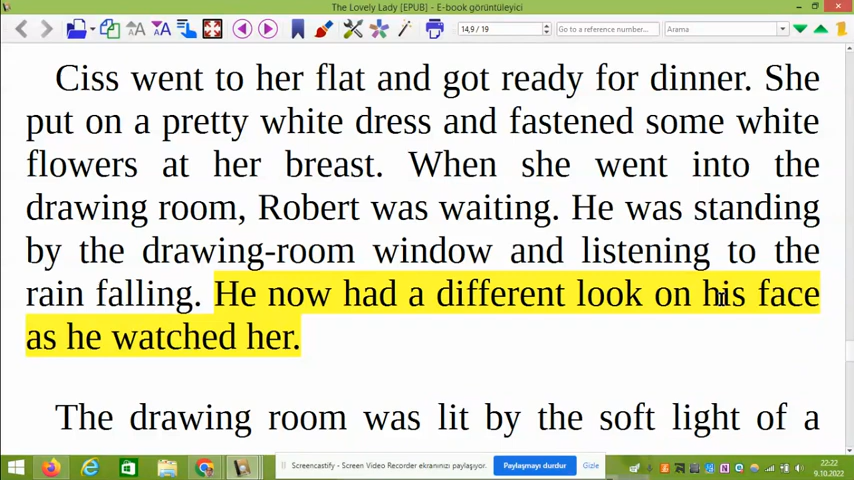 The Lovely Lady [EPUB] - E-book görüntüleyici
14,9 / 19
Go to a reference number...
Arama
Ciss went to her flat and got ready for dinner. She
put on a pretty white dress and fastened some white
flowers at her breast. When she went into the
drawing room, Robert was waiting. He was standing
by the drawing-room window and listening to the
rain falling. He now had a different look on his face
as he watched her.
The drawing room was lit by the soft light of a
Screencastify - Screen Video Recorder ekranınızı paylaşıyor.
Paylaşmayı durdur
Gizle
22:22
9.10.2022